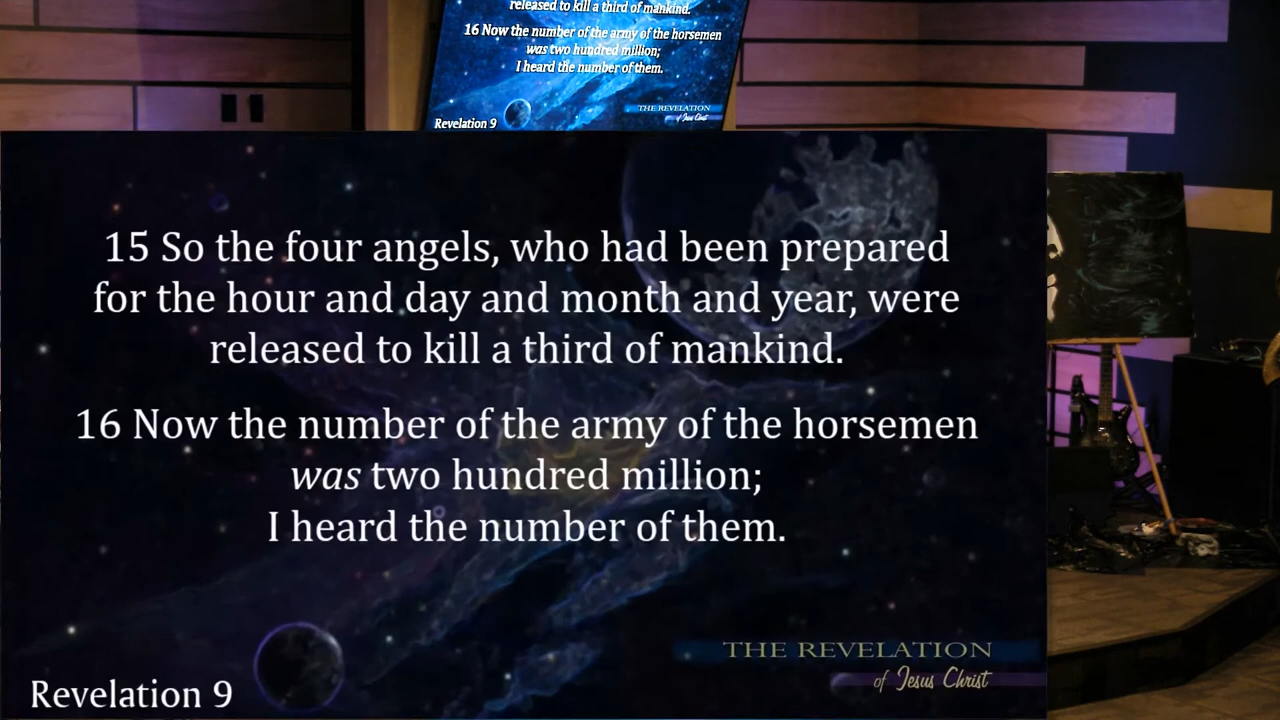 released to kill a third of mankind.
16 Now the number of the army of the horsemen
was two hundred million;
I heard the number of them.
THE REVELATION
of Jesus Christ
Revelation 9
15 So the four angels, who had been prepared
for the hour and day and month and year, were
released to kill a third of mankind.
16 Now the number of the army of the horsemen
was two hundred million;
I heard the number of them.
THE REVELATION
of Jesus Christ
Revelation 9